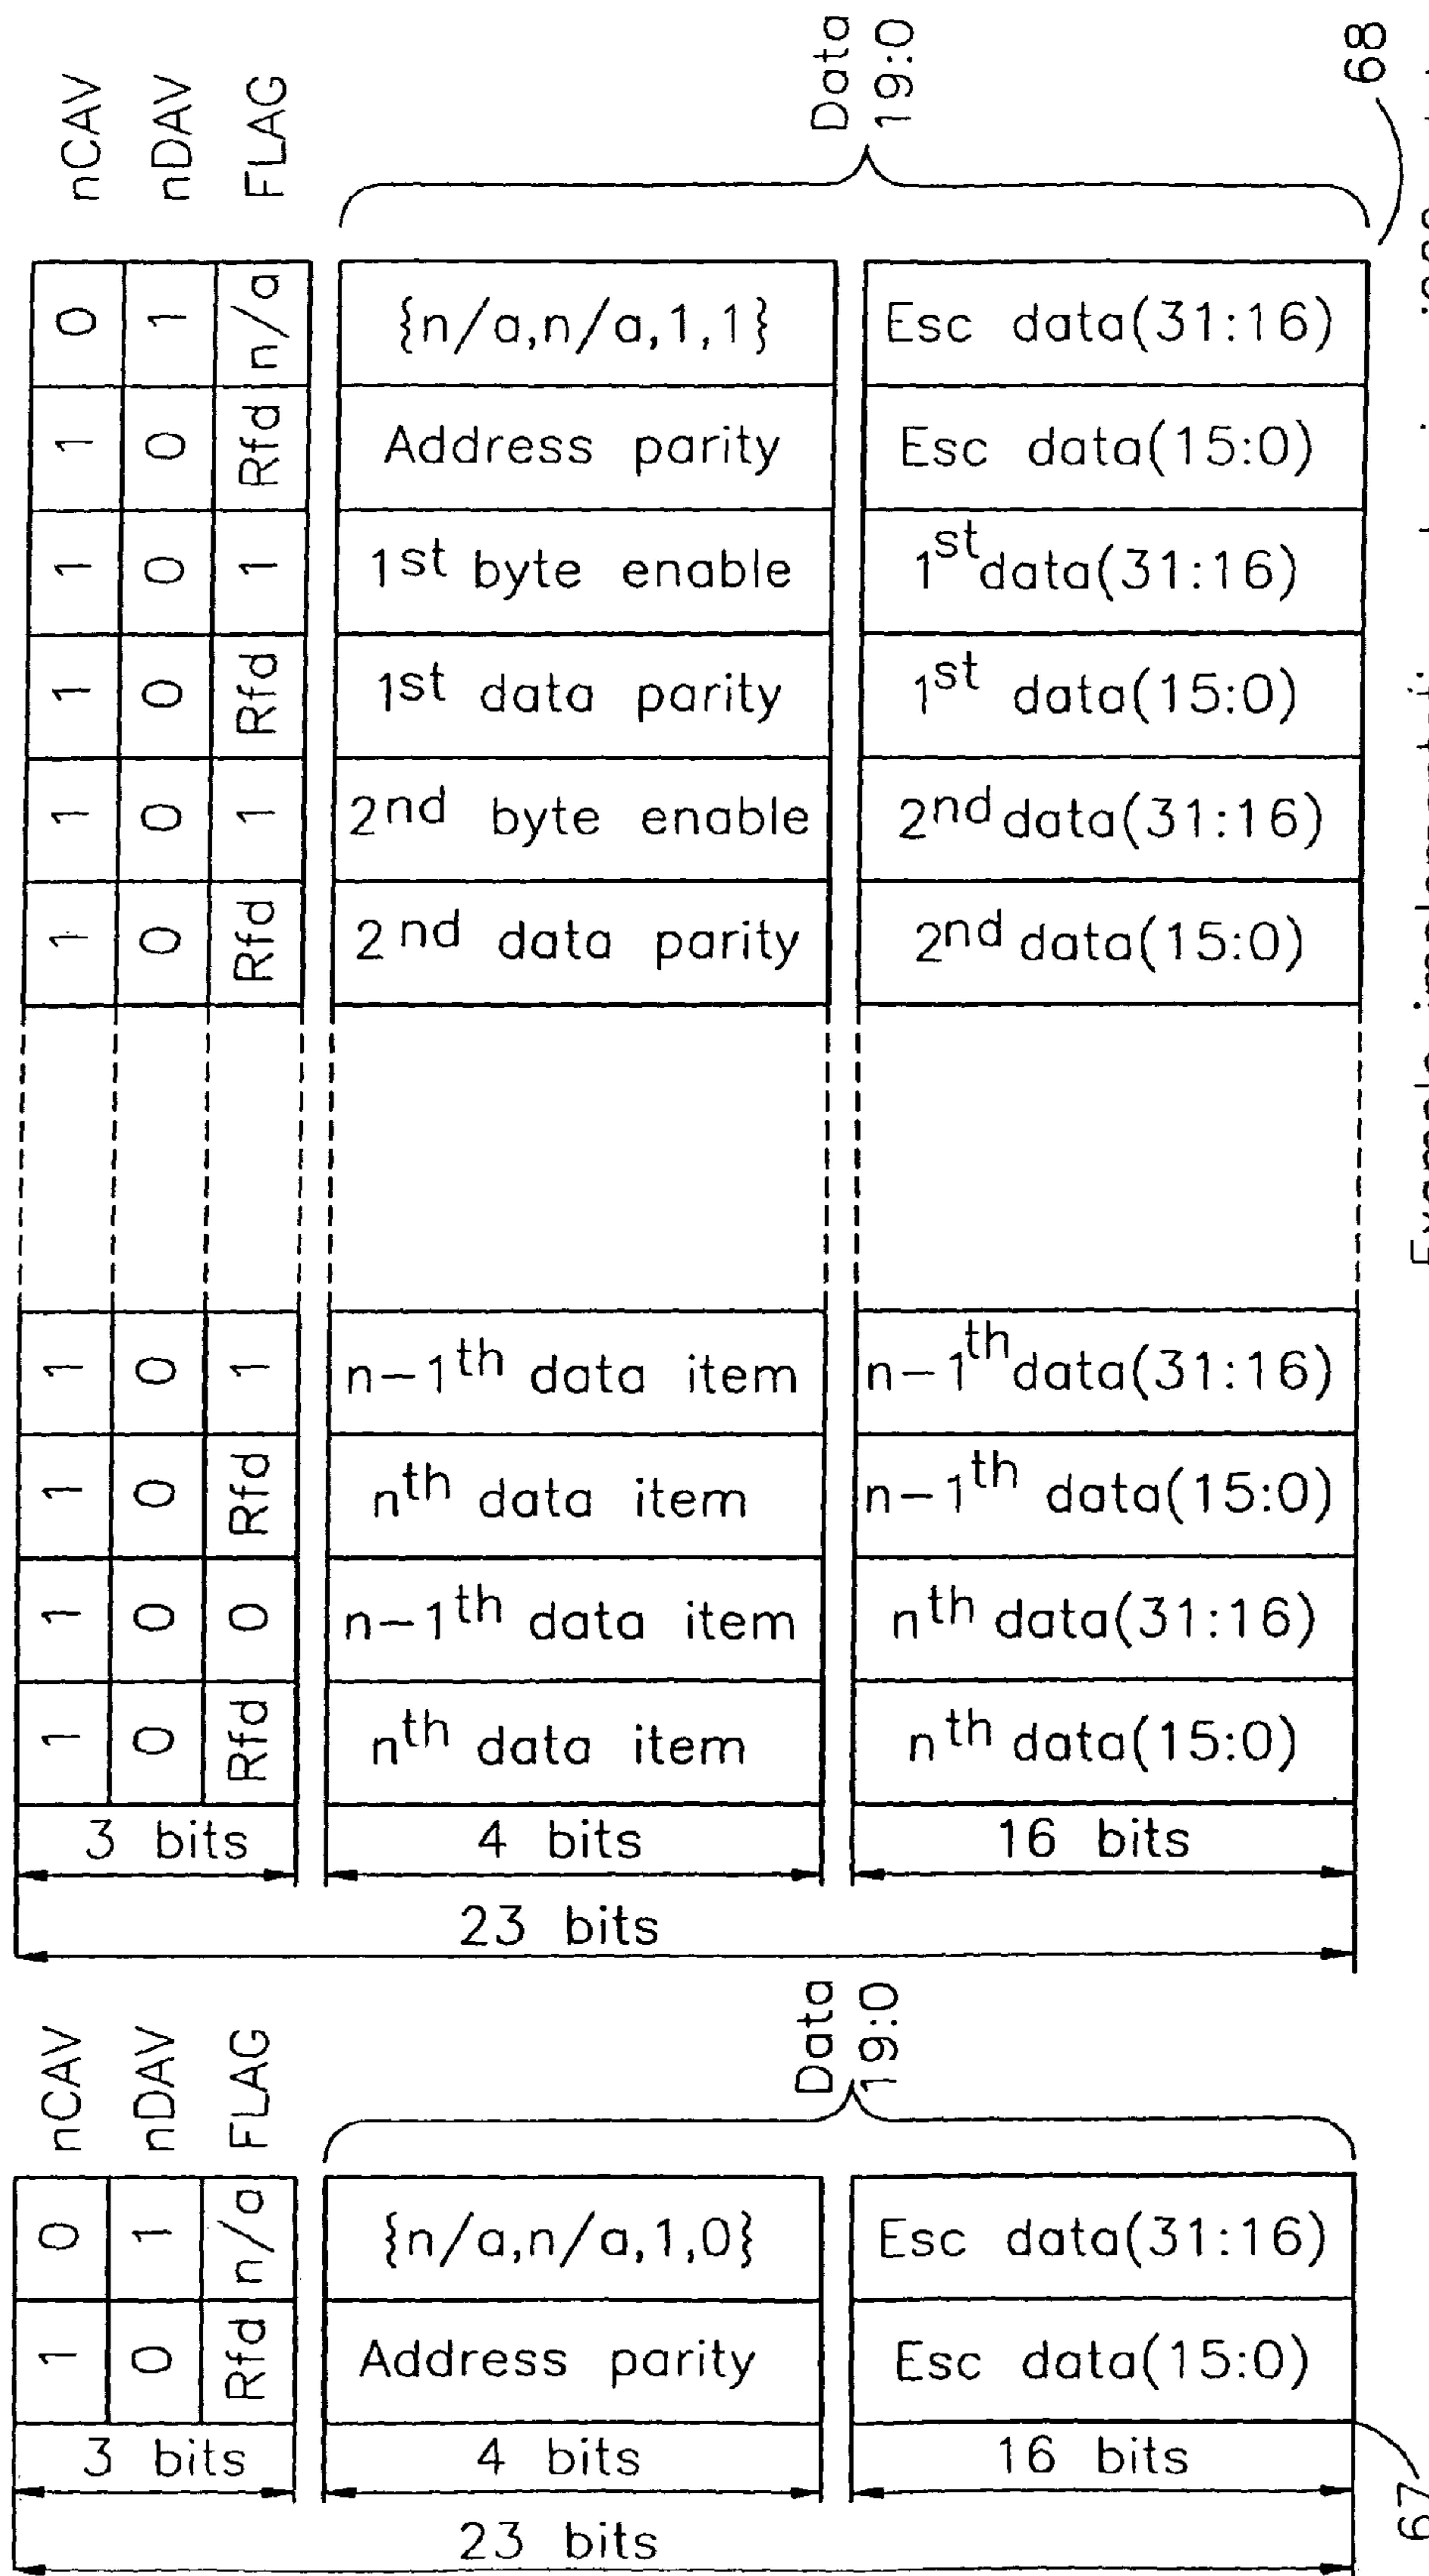 nCAV nDAV FLAG
Data 19:0
0 1 n/a {n/a,n/a,1,1} Esc data(31:16)
1 0 Rfd Address parity Esc data(15:0)
1 0 1 1st byte enable 1st data(31:16)
1 0 Rfd 1st data parity 1st data(15:0)
1 0 1 2nd byte enable 2nd data(31:16)
1 0 Rfd 2nd data parity 2nd data(15:0)
1 0 1 n-1th data item n-1th data(31:16)
1 0 Rfd nth data item n-1th data(15:0)
1 0 0 n-1th data item nth data(31:16)
1 0 Rfd nth data item nth data(15:0)
3 bits 4 bits 16 bits
23 bits
68
nCAV nDAV FLAG
Data 19:0
0 1 n/a {n/a,n/a,1,0} Esc data(31:16)
1 0 Rfd Address parity Esc data(15:0)
3 bits 4 bits 16 bits
23 bits
67